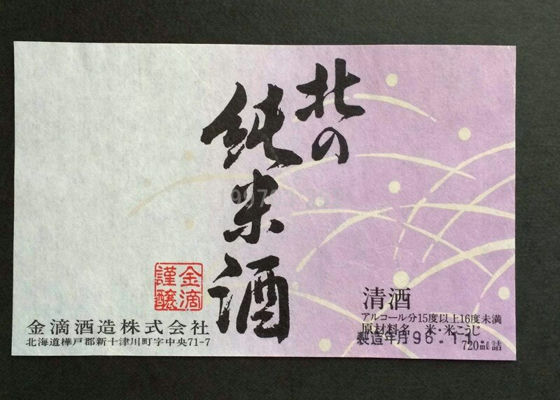 北の
純米酒
金滴
謹醸
金滴酒造株式会社
北海道樺戸郡新十津川町字中央71-7
清酒
アルコール分15度以上16度未満
原材料名 米・米こうじ
製造年月96.11
720㎖詰